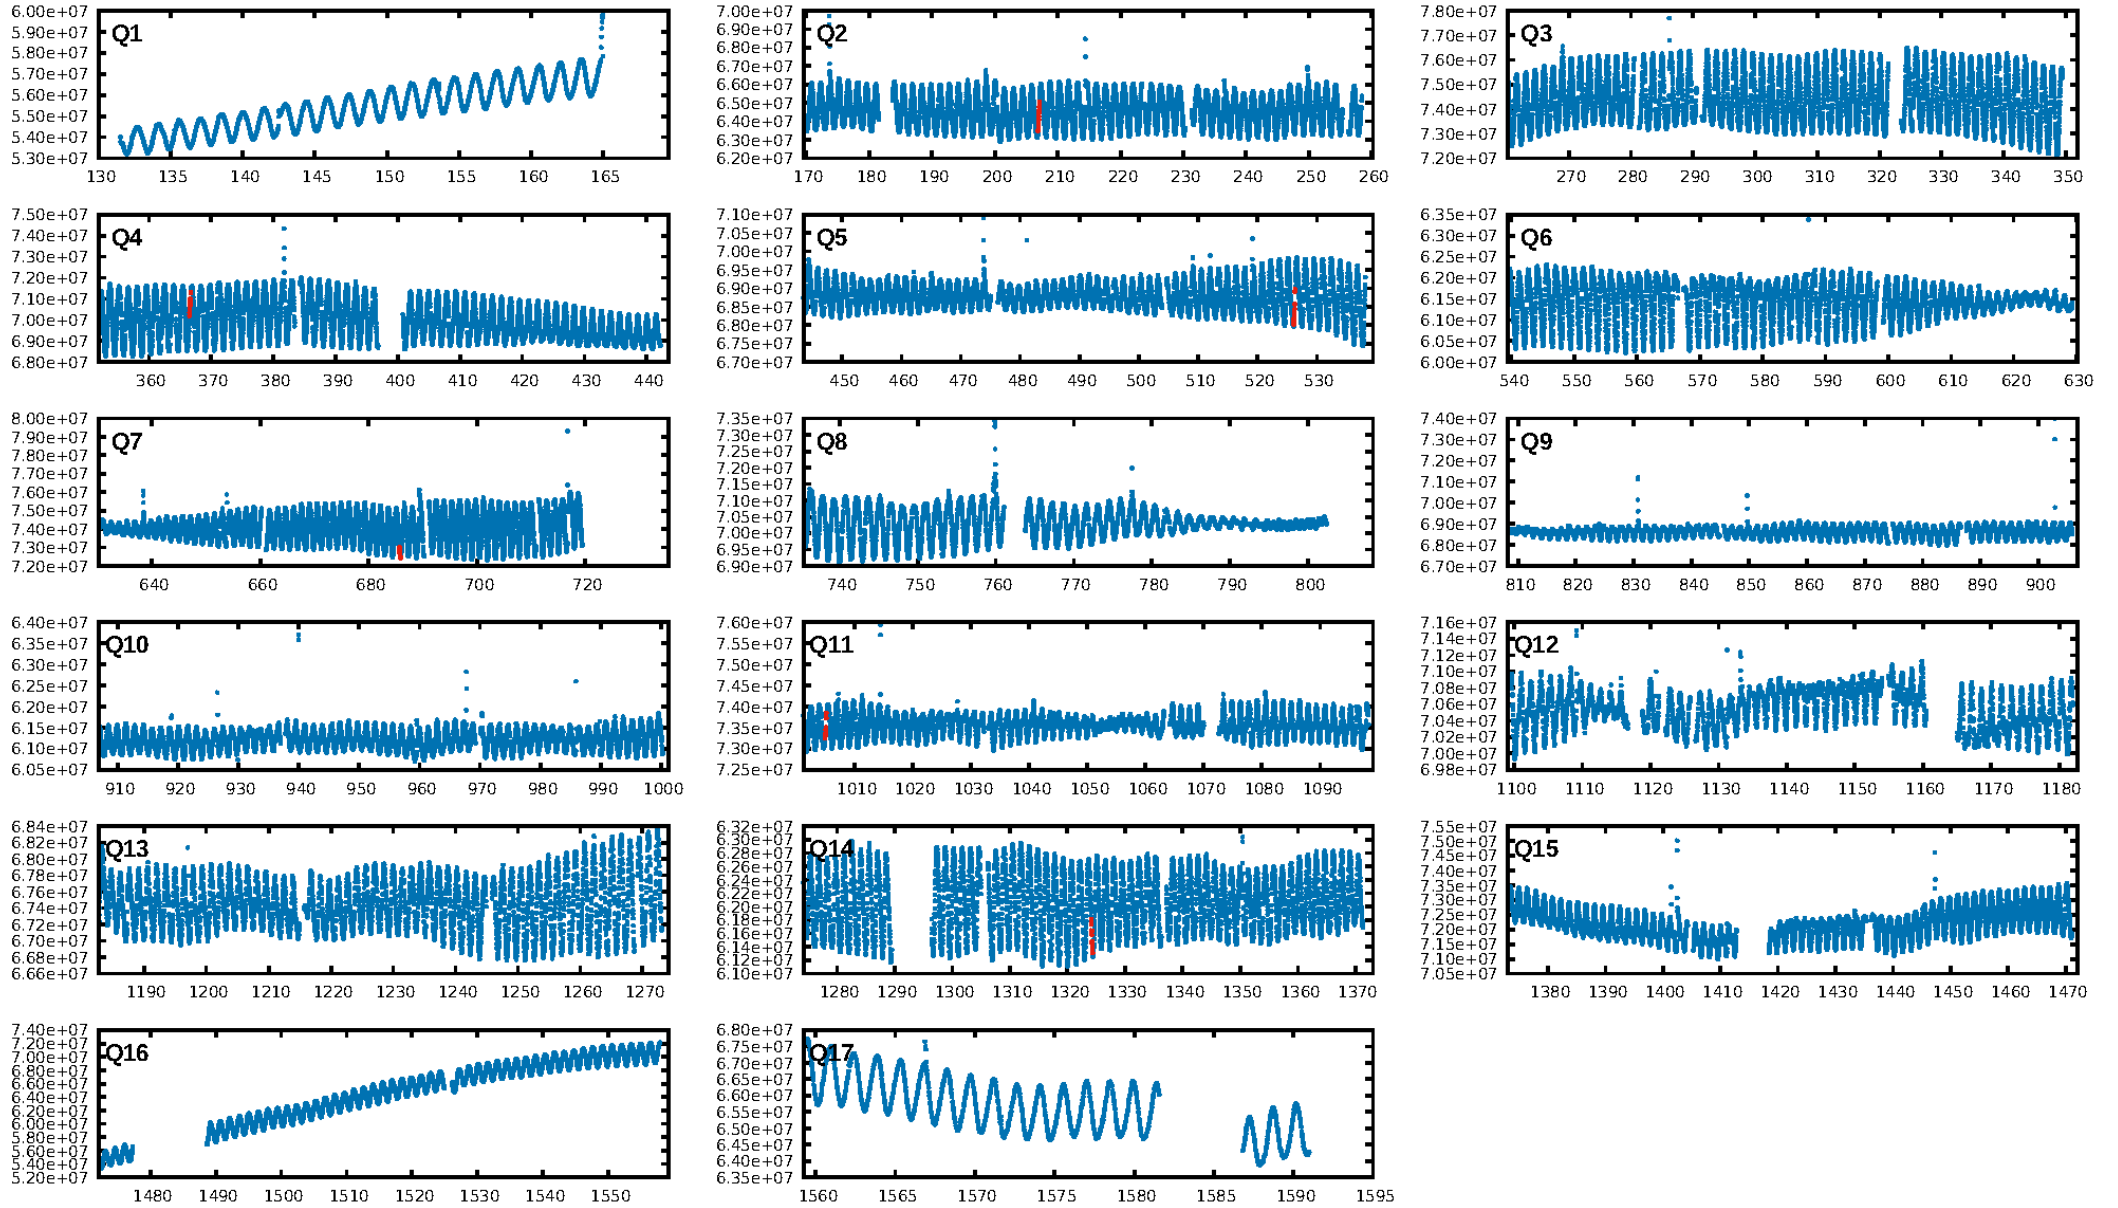 6.00e+07
5.90e+07
5.80e+07
5.70e+07
5.60e+07
5.50e+07
5.40e+07
5.30e+07
Q1
130 135 140 145 150 155 160 165
7.00e+07
6.90e+07
6.80e+07
6.70e+07
6.60e+07
6.50e+07
6.40e+07
6.30e+07
6.20e+07
Q2
170 180 190 200 210 220 230 240 250 260
7.80e+07
7.70e+07
7.60e+07
7.50e+07
7.40e+07
7.30e+07
7.20e+07
Q3
270 280 290 300 310 320 330 340 350
7.50e+07
7.40e+07
7.30e+07
7.20e+07
7.10e+07
7.00e+07
6.90e+07
6.80e+07
Q4
360 370 380 390 400 410 420 430 440
7.10e+07
7.05e+07
7.00e+07
6.95e+07
6.90e+07
6.85e+07
6.80e+07
6.75e+07
6.70e+07
Q5
450 460 470 480 490 500 510 520 530
6.35e+07
6.30e+07
6.25e+07
6.20e+07
6.15e+07
6.10e+07
6.05e+07
6.00e+07
Q6
540 550 560 570 580 590 600 610 620 630
8.00e+07
7.90e+07
7.80e+07
7.70e+07
7.60e+07
7.50e+07
7.40e+07
7.30e+07
7.20e+07
Q7
640 660 680 700 720
7.35e+07
7.30e+07
7.25e+07
7.20e+07
7.15e+07
7.10e+07
7.05e+07
7.00e+07
6.95e+07
6.90e+07
Q8
740 750 760 770 780 790 800
7.40e+07
7.30e+07
7.20e+07
7.10e+07
7.00e+07
6.90e+07
6.80e+07
6.70e+07
Q9
810 820 830 840 850 860 870 880 890 900
6.40e+07
6.35e+07
6.30e+07
6.25e+07
6.20e+07
6.15e+07
6.10e+07
6.05e+07
Q10
910 920 930 940 950 960 970 980 990 1000
7.60e+07
7.55e+07
7.50e+07
7.45e+07
7.40e+07
7.35e+07
7.30e+07
7.25e+07
Q11
1010 1020 1030 1040 1050 1060 1070 1080 1090
7.16e+07
7.14e+07
7.11e+07
7.10e+07
7.08e+07
7.06e+07
7.04e+07
7.02e+07
7.00e+07
6.98e+07
Q12
1100 1110 1120 1130 1140 1150 1160 1170 1180
6.84e+07
6.82e+07
6.80e+07
6.78e+07
6.76e+07
6.74e+07
6.72e+07
6.70e+07
6.68e+07
6.66e+07
Q13
1190 1200 1210 1220 1230 1240 1250 1260 1270
6.32e+07
6.30e+07
6.28e+07
6.26e+07
6.24e+07
6.22e+07
6.20e+07
6.18e+07
6.16e+07
6.14e+07
6.12e+07
6.10e+07
Q14
1280 1290 1300 1310 1320 1330 1340 1350 1360 1370
7.55e+07
7.50e+07
7.45e+07
7.40e+07
7.35e+07
7.30e+07
7.25e+07
7.20e+07
7.15e+07
7.10e+07
7.05e+07
Q15
1380 1390 1400 1410 1420 1430 1440 1450 1460 1470
7.40e+07
7.20e+07
7.00e+07
6.80e+07
6.60e+07
6.40e+07
6.20e+07
6.00e+07
5.80e+07
5.60e+07
5.40e+07
5.20e+07
Q16
1480 1490 1500 1510 1520 1530 1540 1550
6.80e+07
6.75e+07
6.70e+07
6.65e+07
6.60e+07
6.55e+07
6.50e+07
6.45e+07
6.40e+07
6.35e+07
Q17
1560 1565 1570 1575 1580 1585 1590 1595